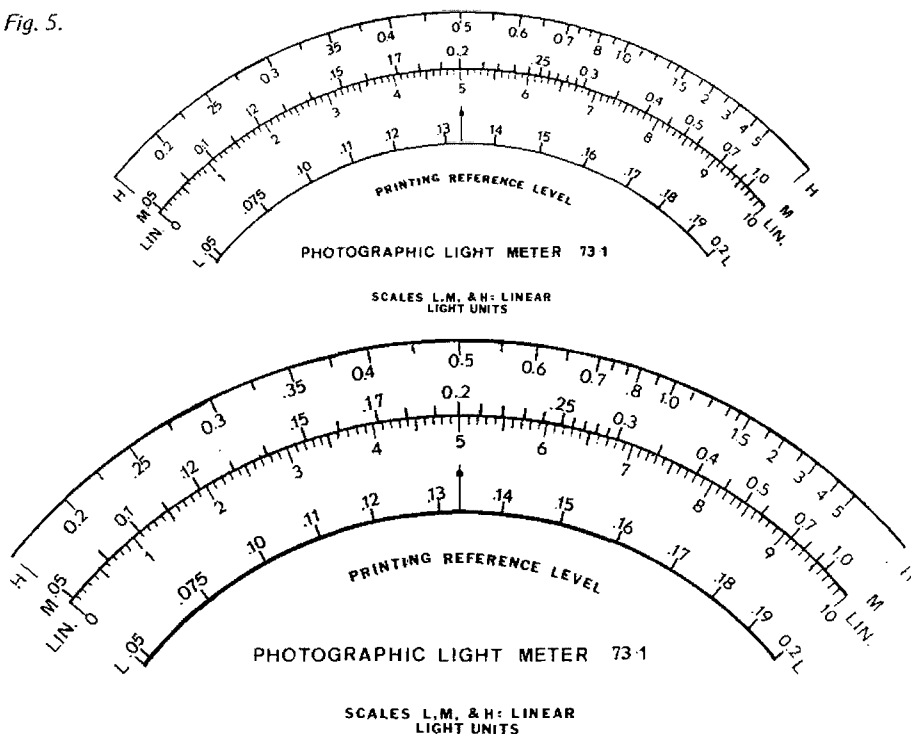 Fig. 5.
0.2 .25 0.3 .35 0.4 0.5 0.6 0.7 .8 1.0 1.5 2 3 4 5
H H
M .05 0.1 .12 .15 .17 0.2 .25 0.3 0.4 0.5 0.7 1.0 M
LIN. 0 1 2 3 4 5 6 7 8 9 10 LIN.
L .05 .075 .10 .11 .12 .13 .14 .15 .16 .17 .18 .19 0.2 L
PRINTING REFERENCE LEVEL
PHOTOGRAPHIC LIGHT METER 73·1
SCALES L,M, & H: LINEAR
LIGHT UNITS
0.2 .25 0.3 .35 0.4 0.5 0.6 0.7 .8 1.0 1.5 2 3 4 5
H H
M .05 0.1 .12 .15 .17 0.2 .25 0.3 0.4 0.5 0.7 1.0 M
LIN. 0 1 2 3 4 5 6 7 8 9 10 LIN.
L .05 .075 .10 .11 .12 .13 .14 .15 .16 .17 .18 .19 0.2 L
PRINTING REFERENCE LEVEL
PHOTOGRAPHIC LIGHT METER 73·1
SCALES L,M, & H: LINEAR
LIGHT UNITS